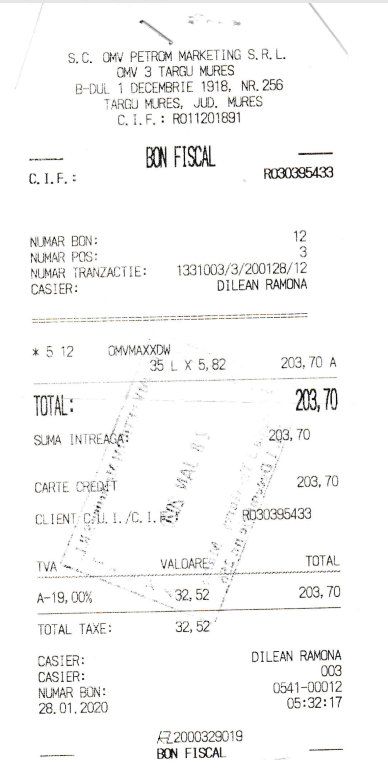 S.C. OMV PETROM MARKETING S.R.L.
OMV 3 TARGU MURES
B-DUL 1 DECEMBRIE 1918, NR.256
TARGU MURES, JUD. MURES
C.I.F.: RO11201891
BON FISCAL
C.I.F.: RO30395433
NUMAR BON: 12
NUMAR POS: 3
NUMAR TRANZACTIE: 1331003/3/200128/12
CASIER: DILEAN RAMONA
* 5 12 OMVMAXXDW
35 L X 5,82 203,70 A
TOTAL: 203,70
SUMA INTREAGA: 203,70
CARTE CREDIT 203,70
CLIENT C.U.I./C.I.F.: RO30395433
TVA VALOARE TOTAL
A-19,00% 32,52 203,70
TOTAL TAXE: 32,52
CASIER: DILEAN RAMONA
CASIER: 003
NUMAR BON: 0541-00012
28.01.2020 05:32:17
2000329019
BON FISCAL